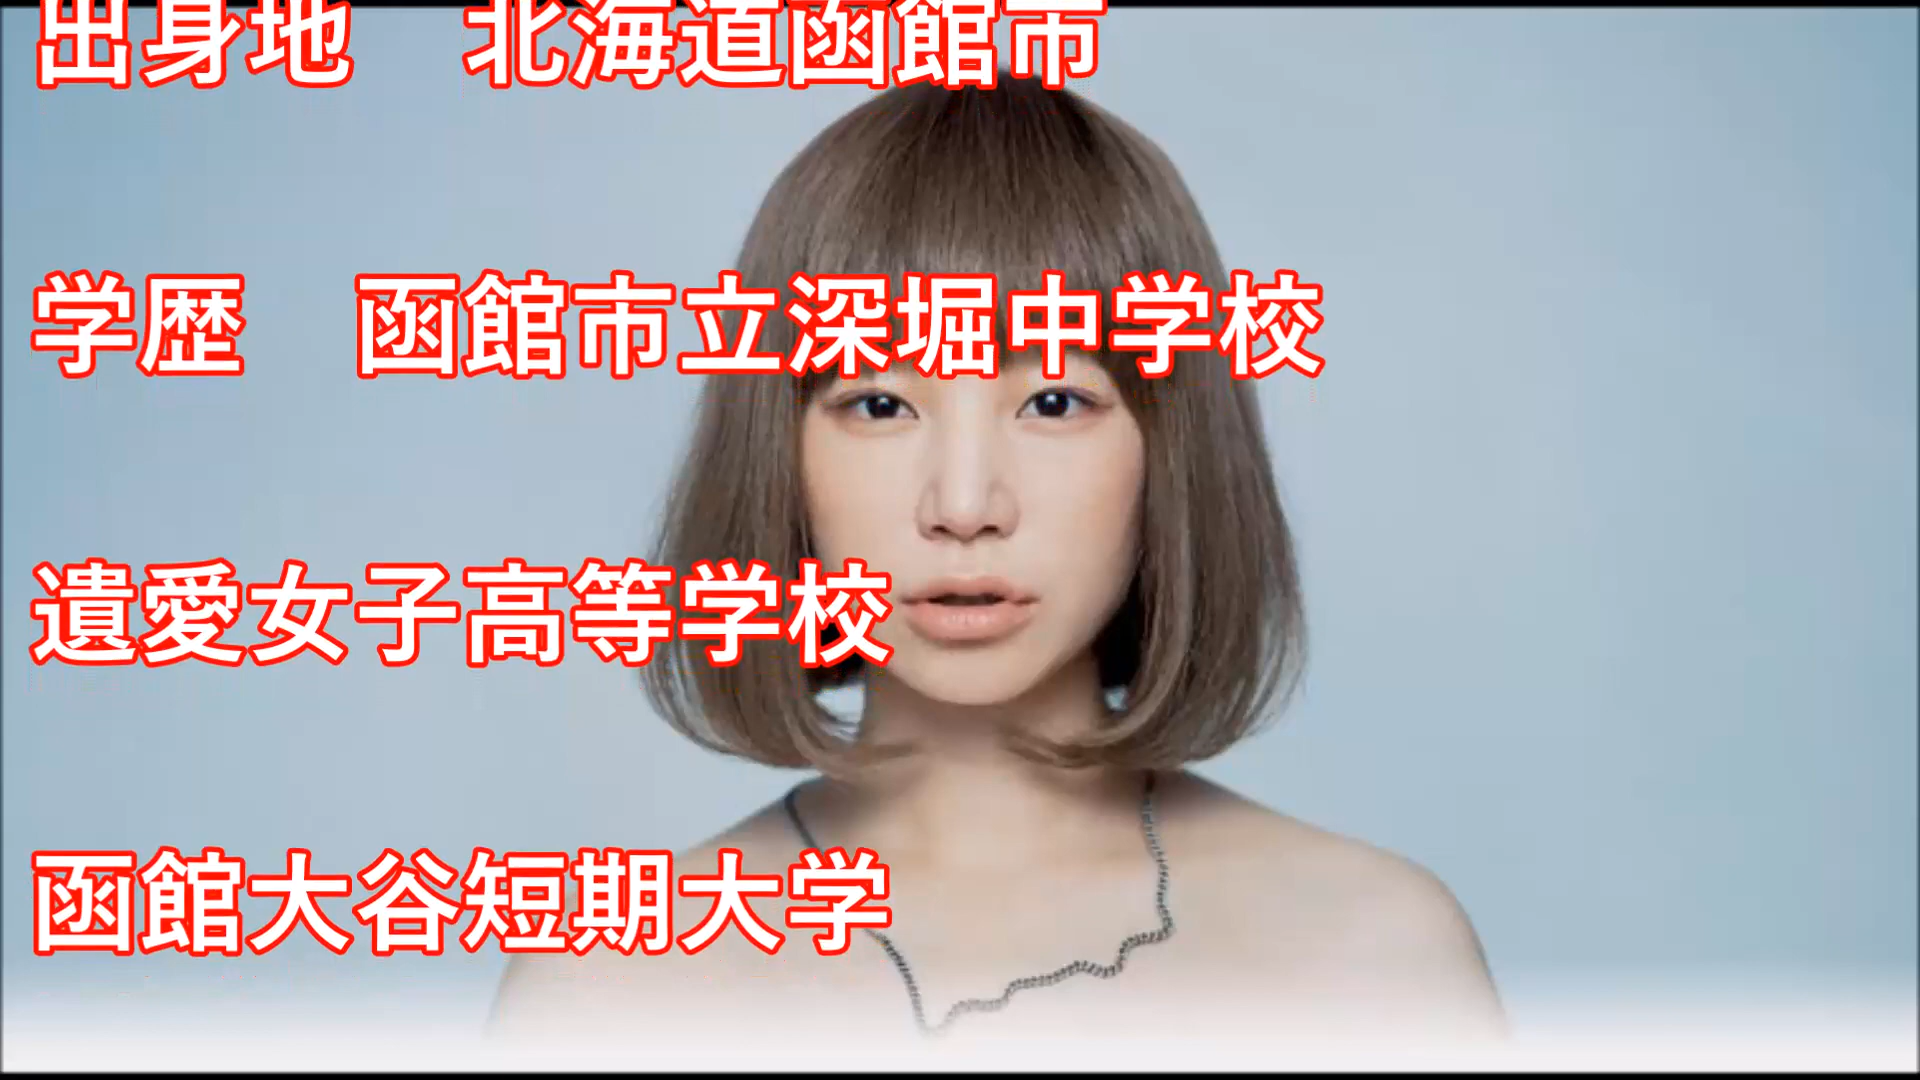 出身地　北海道函館市
学歴　函館市立深堀中学校
遺愛女子高等学校
函館大谷短期大学